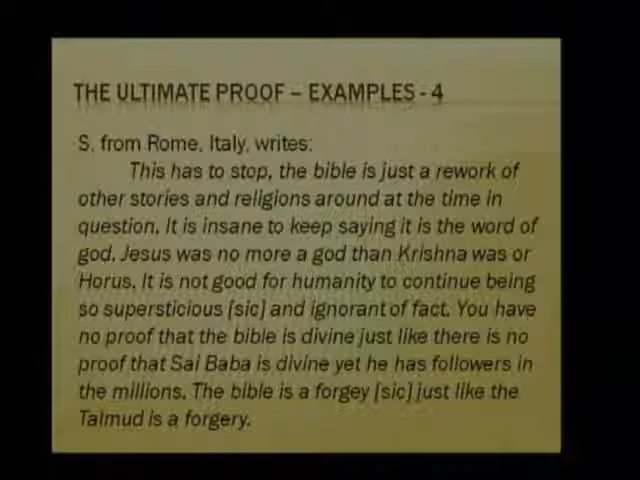 THE ULTIMATE PROOF – EXAMPLES - 4
S. from Rome, Italy, writes:
This has to stop, the bible is just a rework of
other stories and religions around at the time in
question. It is insane to keep saying it is the word of
god. Jesus was no more a god than Krishna was or
Horus. It is not good for humanity to continue being
so supersticious [sic] and ignorant of fact. You have
no proof that the bible is divine just like there is no
proof that Sai Baba is divine yet he has followers in
the millions. The bible is a forgey [sic] just like the
Talmud is a forgery.